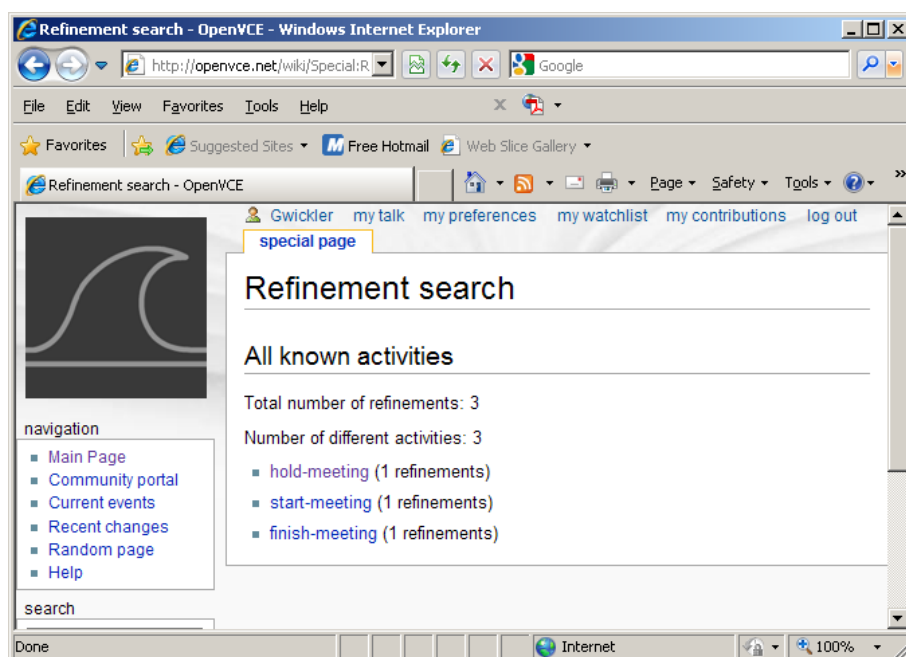 Refinement search - Open¥CE - Windows Internet Explorer
http://openvce.net/wiki/Special:R
Google
File Edit View Favorites Tools Help x
Favorites Suggested Sites Free Hotmail Web Slice Gallery
Refinement search - Open¥CE Page Safety Tools »
Gwickler my talk my preferences my watchlist my contributions log out
special page
Refinement search
All known activities
Total number of refinements: 3
Number of different activities: 3
hold-meeting (1 refinements)
start-meeting (1 refinements)
finish-meeting (1 refinements)
navigation
Main Page
Community portal
Current events
Recent changes
Random page
Help
search
Done Internet 100%